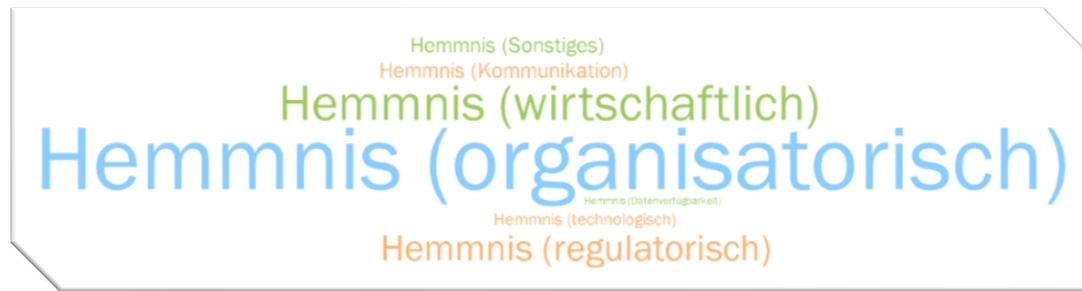 Hemmnis (Sonstiges)
Hemmnis (Kommunikation)
Hemmnis (wirtschaftlich)
Hemmnis (organisatorisch)
Hemmnis (Datenverfügbarkeit)
Hemmnis (technologisch)
Hemmnis (regulatorisch)